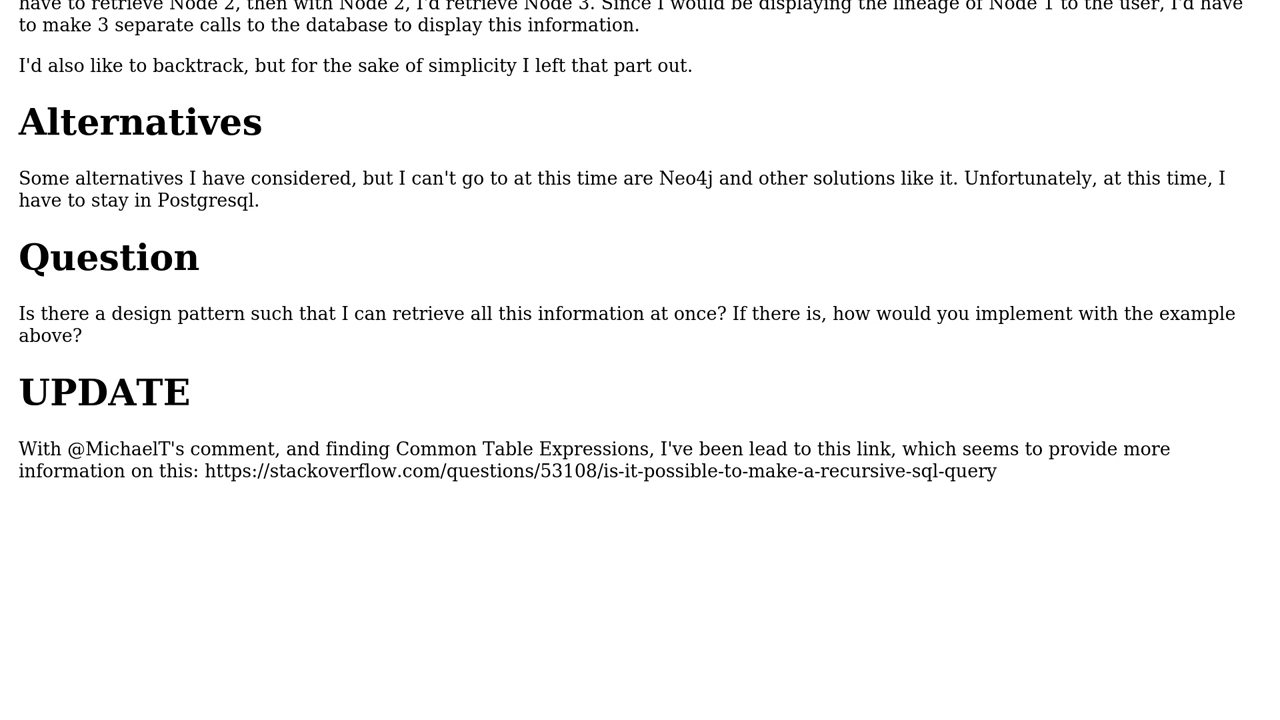 have to retrieve Node 2, then with Node 2, I'd retrieve Node 3. Since I would be displaying the lineage of Node 1 to the user, I'd have
to make 3 separate calls to the database to display this information.
I'd also like to backtrack, but for the sake of simplicity I left that part out.
Alternatives
Some alternatives I have considered, but I can't go to at this time are Neo4j and other solutions like it. Unfortunately, at this time, I
have to stay in Postgresql.
Question
Is there a design pattern such that I can retrieve all this information at once? If there is, how would you implement with the example
above?
UPDATE
With @MichaelT's comment, and finding Common Table Expressions, I've been lead to this link, which seems to provide more
information on this: https://stackoverflow.com/questions/53108/is-it-possible-to-make-a-recursive-sql-query